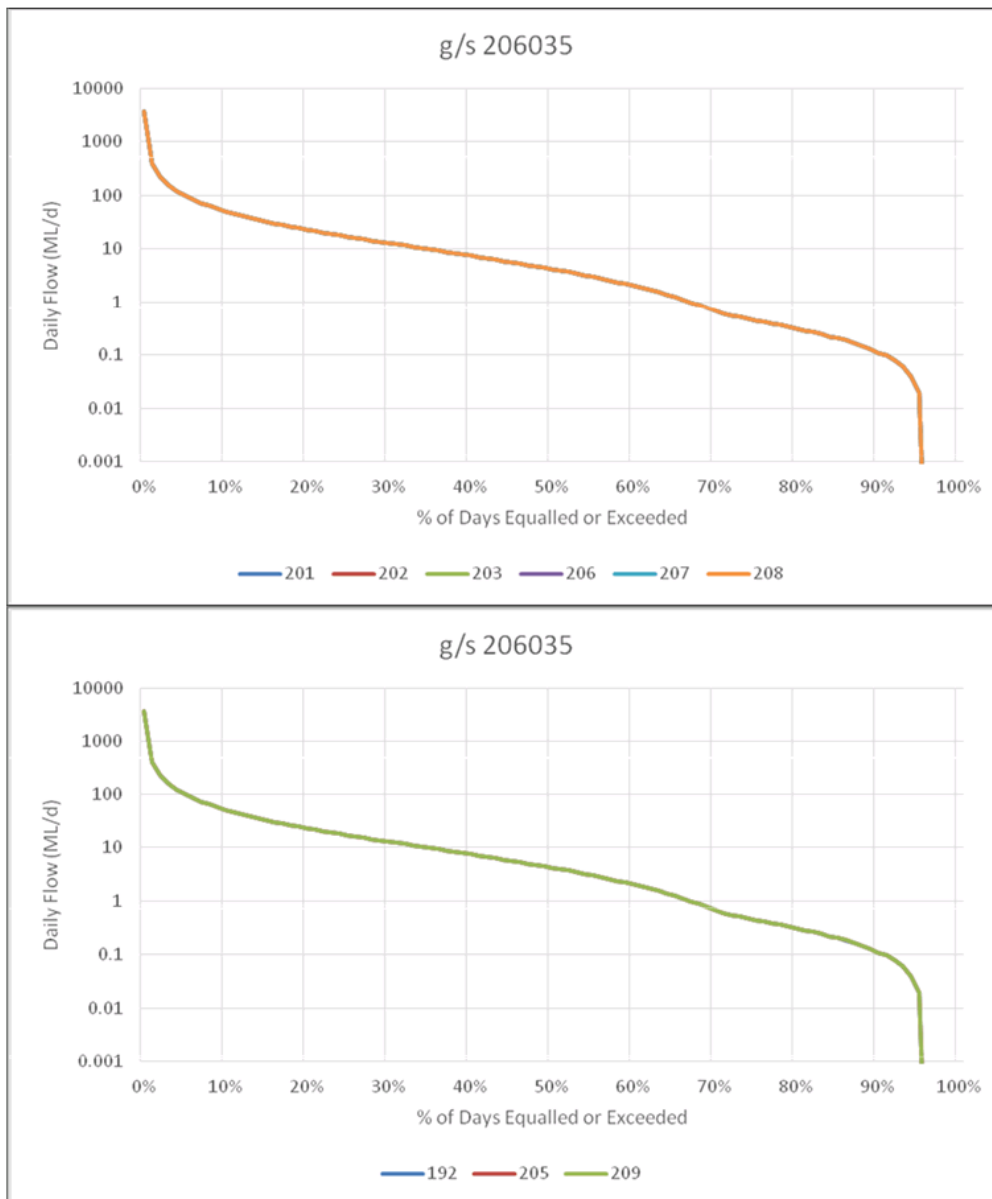 g/s 206035
10000
1000
100
10
1
0.1
0.01
0.001
Daily Flow (ML/d)
0% 10% 20% 30% 40% 50% 60% 70% 80% 90% 100%
% of Days Equalled or Exceeded
201 202 203 206 207 208
g/s 206035
10000
1000
100
10
1
0.1
0.01
0.001
Daily Flow (ML/d)
0% 10% 20% 30% 40% 50% 60% 70% 80% 90% 100%
% of Days Equalled or Exceeded
192 205 209